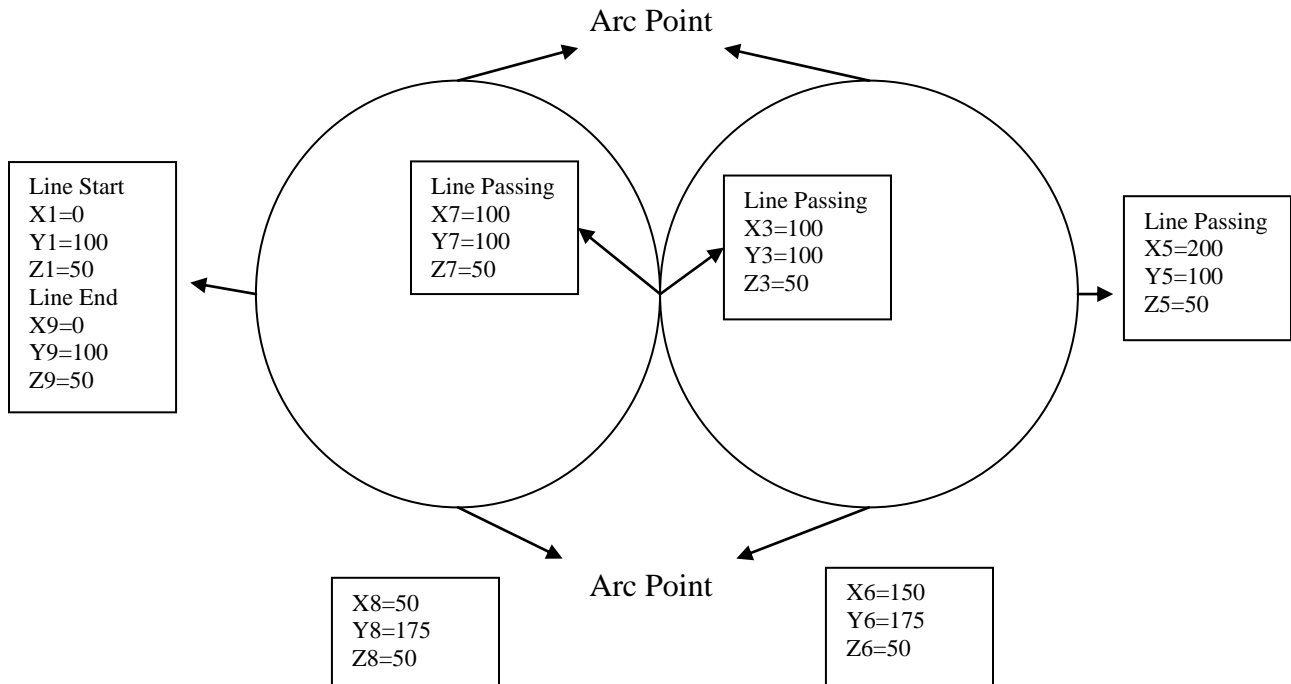 Arc Point
Line Start
X1=0
Y1=100
Z1=50
Line End
X9=0
Y9=100
Z9=50
Line Passing
X7=100
Y7=100
Z7=50
Line Passing
X3=100
Y3=100
Z3=50
Line Passing
X5=200
Y5=100
Z5=50
Arc Point
X8=50
Y8=175
Z8=50
X6=150
Y6=175
Z6=50